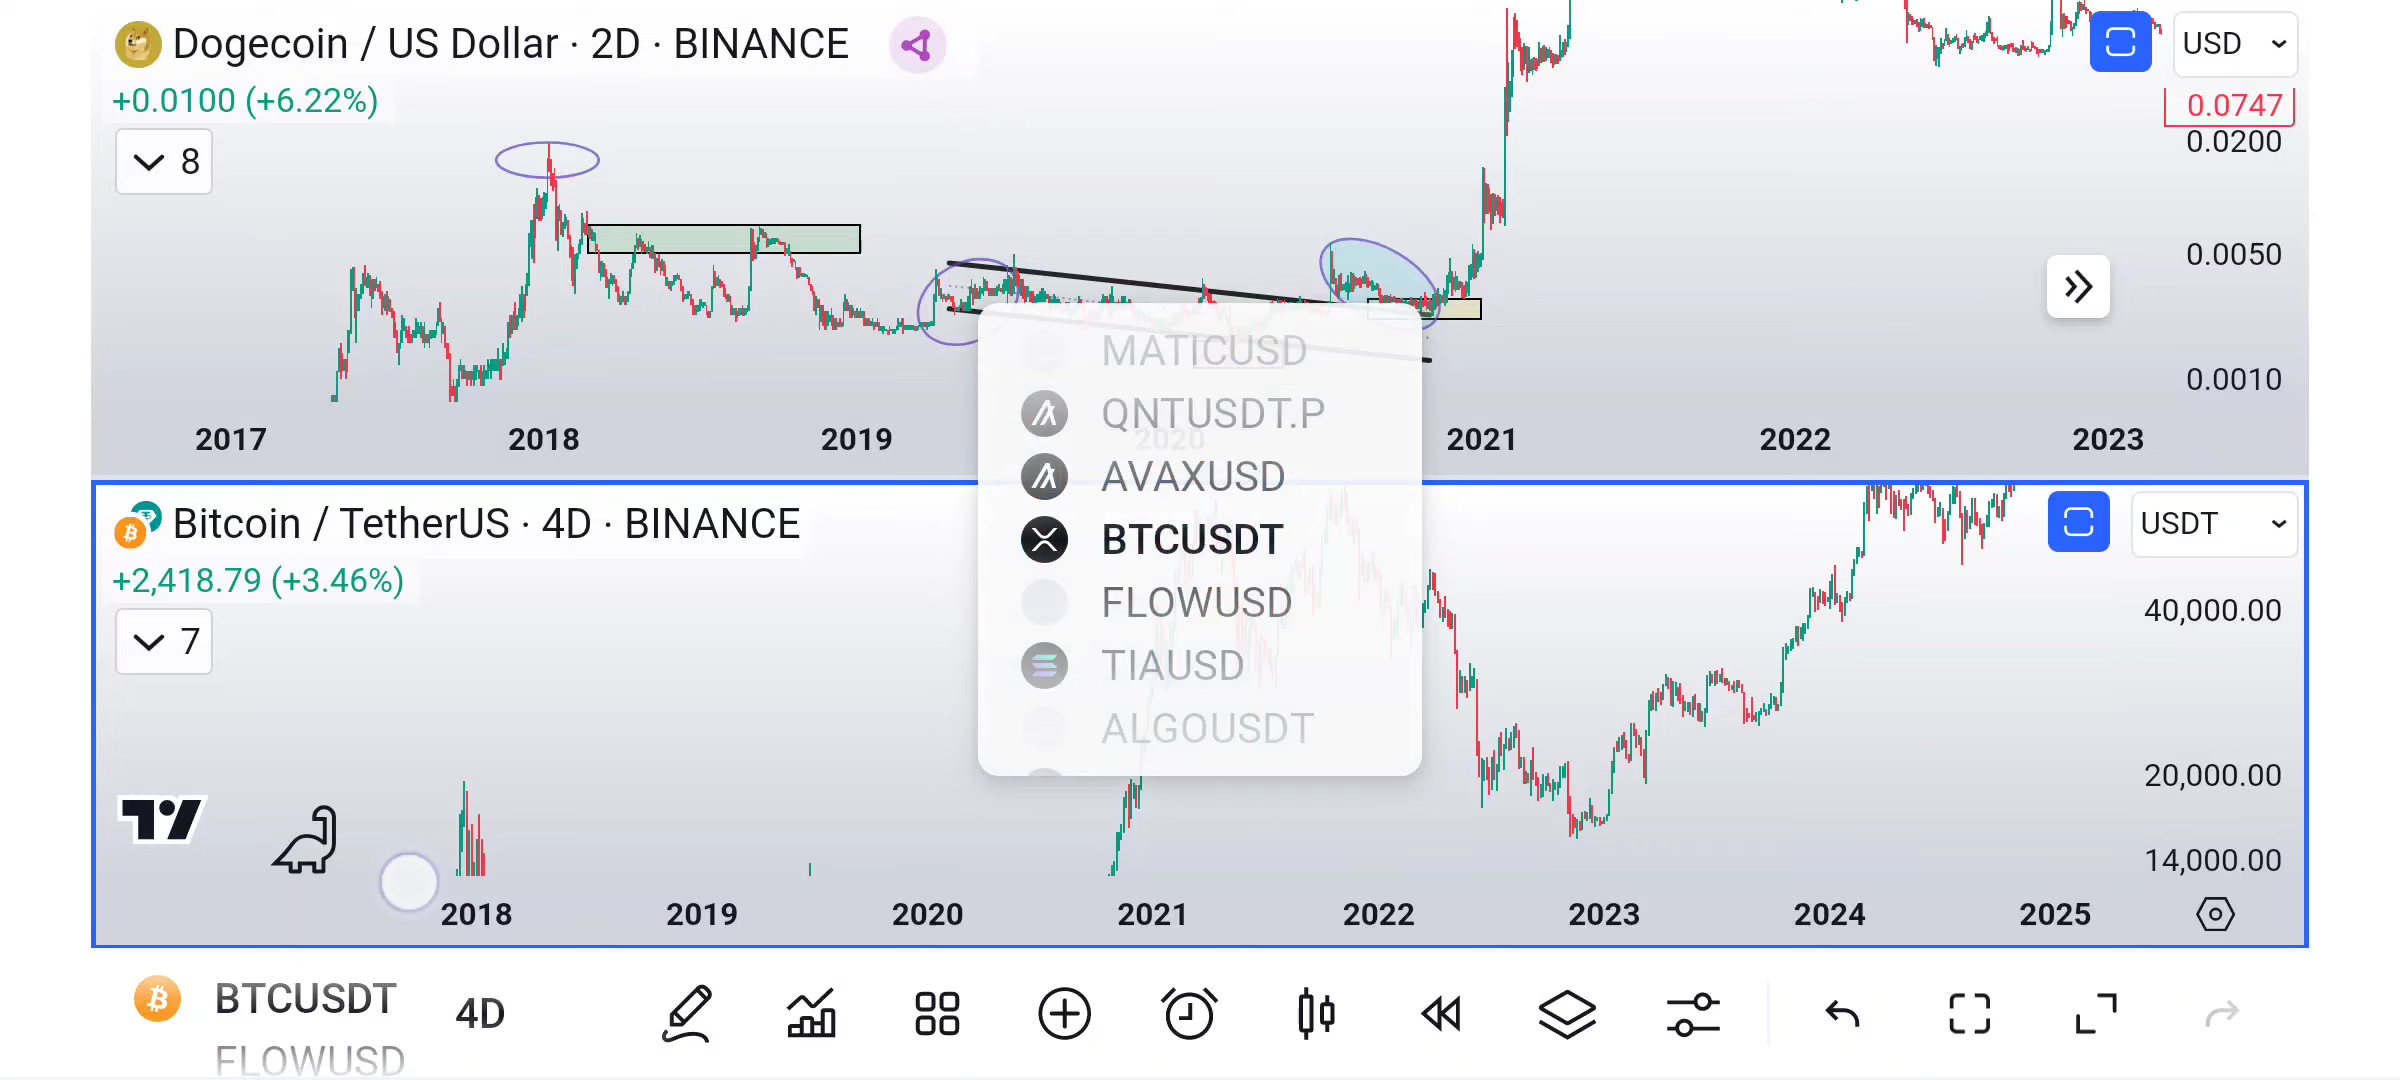 Dogecoin / US Dollar · 2D · BINANCE
USD
+0.0100 (+6.22%)
0.0747
0.0200
8
0.0050
0.0010
2017 2018 2019 2020 2021 2022 2023
MATICUSD
QNTUSDT.P
AVAXUSD
BTCUSDT
FLOWUSD
TIAUSD
ALGOUSDT
Bitcoin / TetherUS · 4D · BINANCE
USDT
+2,418.79 (+3.46%)
7
40,000.00
20,000.00
14,000.00
2018 2019 2020 2021 2022 2023 2024 2025
BTCUSDT
4D
FLOWUSD